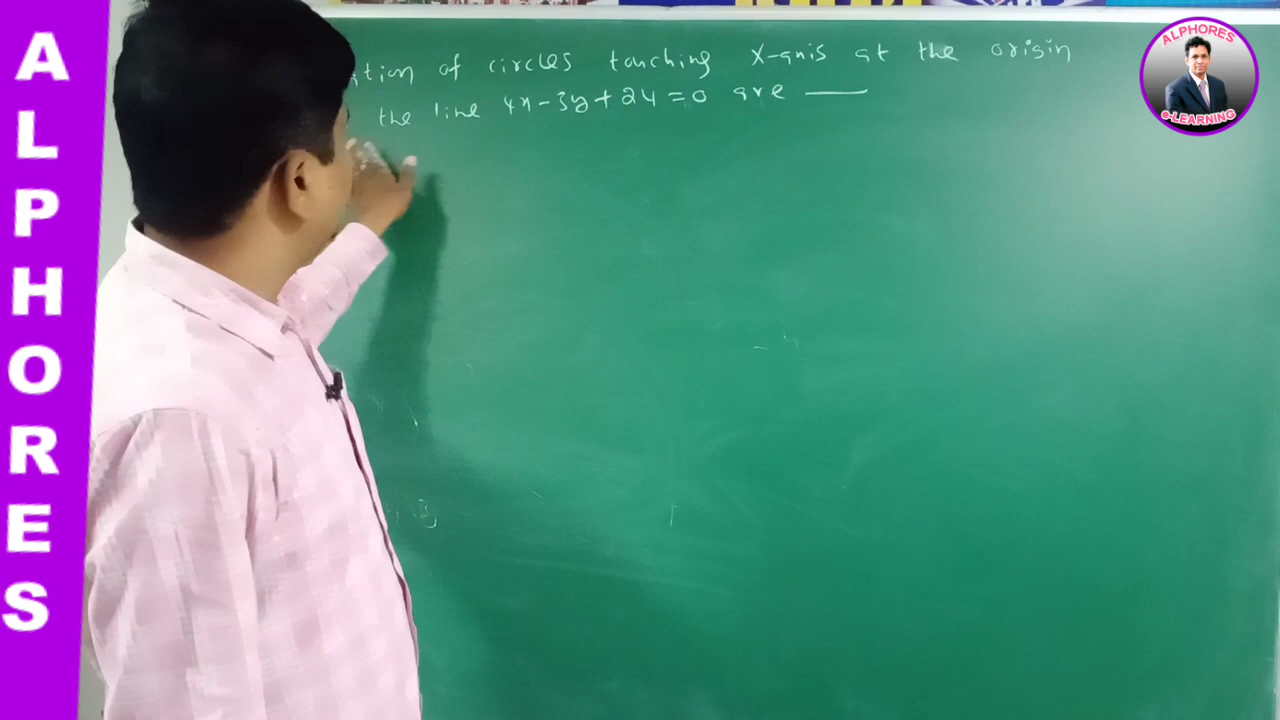 ALPHORES
ation of circles touching X-axis at the origin
the line 4x-3y+24=0 are
ALPHORES
e-LEARNING